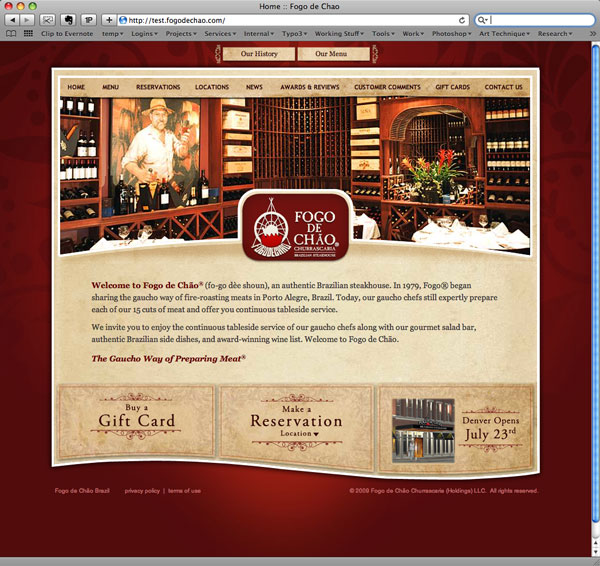 Home :: Fogo de Chao
http://test.fogodechao.com/
Clip to Evernote temp Logins Projects Services Internal Typo3 Working Stuff Tools Work Photoshop Art Technique Research
Our History Our Menu
HOME MENU RESERVATIONS LOCATIONS NEWS AWARDS & REVIEWS CUSTOMER COMMENTS GIFT CARDS CONTACT US
FOGO
DE
CHÃO®
CHURRASCARIA
BRAZILIAN STEAKHOUSE
FOGO DE CHÃO
Welcome to Fogo de Chão® (fo-go dèe shoun), an authentic Brazilian steakhouse. In 1979, Fogo® began
sharing the gaucho way of fire-roasting meats in Porto Alegre, Brazil. Today, our gaucho chefs still expertly prepare
each of our 15 cuts of meat and offer you continuous tableside service.
We invite you to enjoy the continuous tableside service of our gaucho chefs along with our gourmet salad bar,
authentic Brazilian side dishes, and award-winning wine list. Welcome to Fogo de Chão.
The Gaucho Way of Preparing Meat®
Buy a
Gift Card
Make a
Reservation
Location
Denver Opens
July 23rd
Fogo de Chão Brazil privacy policy | terms of use
© 2009 Fogo de Chão Churrascaria (Holdings) LLC. All rights reserved.